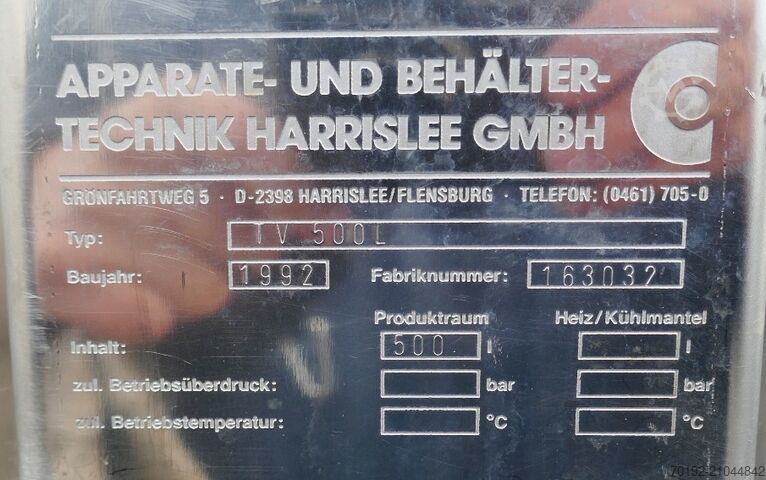 APPARATE- UND BEHÄLTER-
TECHNIK HARRISLEE GMBH
GRÖNFAHRTWEG 5 · D-2398 HARRISLEE/FLENSBURG · TELEFON: (0461) 705-0
Typ: TV 500L
Baujahr: 1992 Fabriknummer: 163032
Produktraum Heiz/Kühlmantel
Inhalt: 500 l l
zul. Betriebsüberdruck: bar bar
zul. Betriebstemperatur: °C °C
70192-21044842